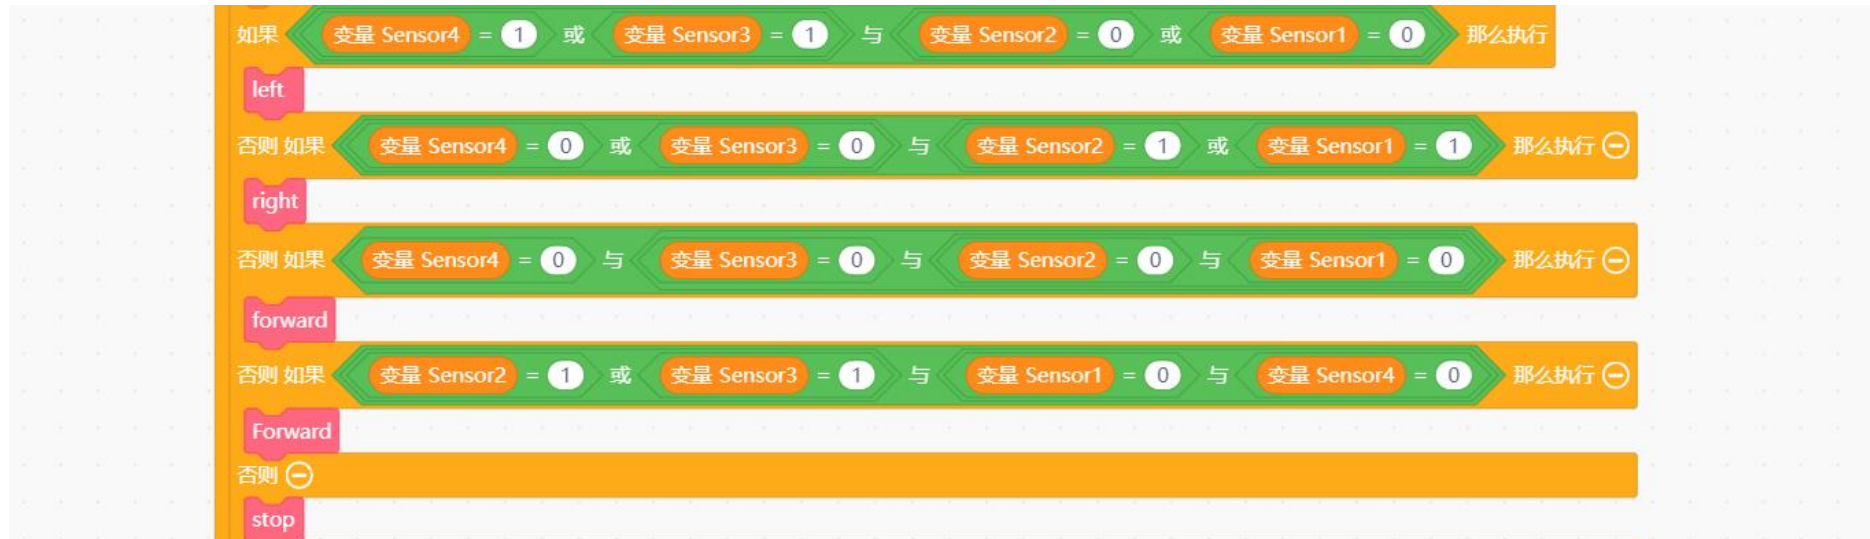 如果 变量 Sensor4 = 1 或 变量 Sensor3 = 1 与 变量 Sensor2 = 0 或 变量 Sensor1 = 0 那么执行
left
否则 如果 变量 Sensor4 = 0 或 变量 Sensor3 = 0 与 变量 Sensor2 = 1 或 变量 Sensor1 = 1 那么执行
right
否则 如果 变量 Sensor4 = 0 与 变量 Sensor3 = 0 与 变量 Sensor2 = 0 与 变量 Sensor1 = 0 那么执行
forward
否则 如果 变量 Sensor2 = 1 或 变量 Sensor3 = 1 与 变量 Sensor1 = 0 与 变量 Sensor4 = 0 那么执行
Forward
否则
stop